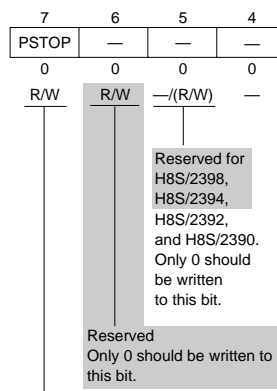 7 6 5 4
PSTOP — — —
0 0 0 0
R/W R/W —/(R/W) —
Reserved for
H8S/2398,
H8S/2394,
H8S/2392,
and H8S/2390.
Only 0 should
be written
to this bit.
Reserved
Only 0 should be written to
this bit.